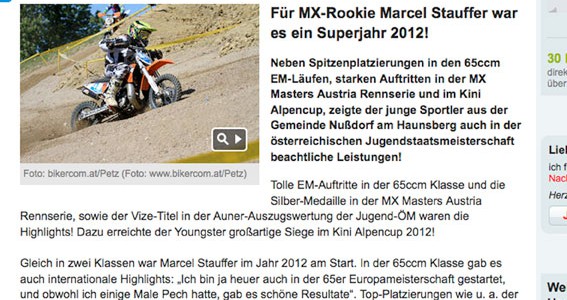 Für MX-Rookie Marcel Stauffer war
es ein Superjahr 2012!
Neben Spitzenplatzierungen in den 65ccm
EM-Läufen, starken Auftritten in der MX
Masters Austria Rennserie und im Kini
Alpencup, zeigte der junge Sportler aus der
Gemeinde Nußdorf am Haunsberg auch in der
österreichischen Jugendstaatsmeisterschaft
beachtliche Leistungen!
Foto: bikercom.at/Petz (Foto: www.bikercom.at/Petz)
Tolle EM-Auftritte in der 65ccm Klasse und die
Silber-Medaille in der MX Masters Austria
Rennserie, sowie der Vize-Titel in der Auner-Auszugswertung der Jugend-ÖM waren die
Highlights! Dazu erreichte der Youngster großartige Siege im Kini Alpencup 2012!
Gleich in zwei Klassen war Marcel Stauffer im Jahr 2012 am Start. In der 65ccm Klasse gab es
auch internationale Highlights: „Ich bin ja heuer auch in der 65er Europameisterschaft gestartet,
und obwohl ich einige Male Pech hatte, gab es schöne Resultate“. Top-Platzierungen wie u. a. der
30
direk
über
Lie
ich f
Nach
Herz
We